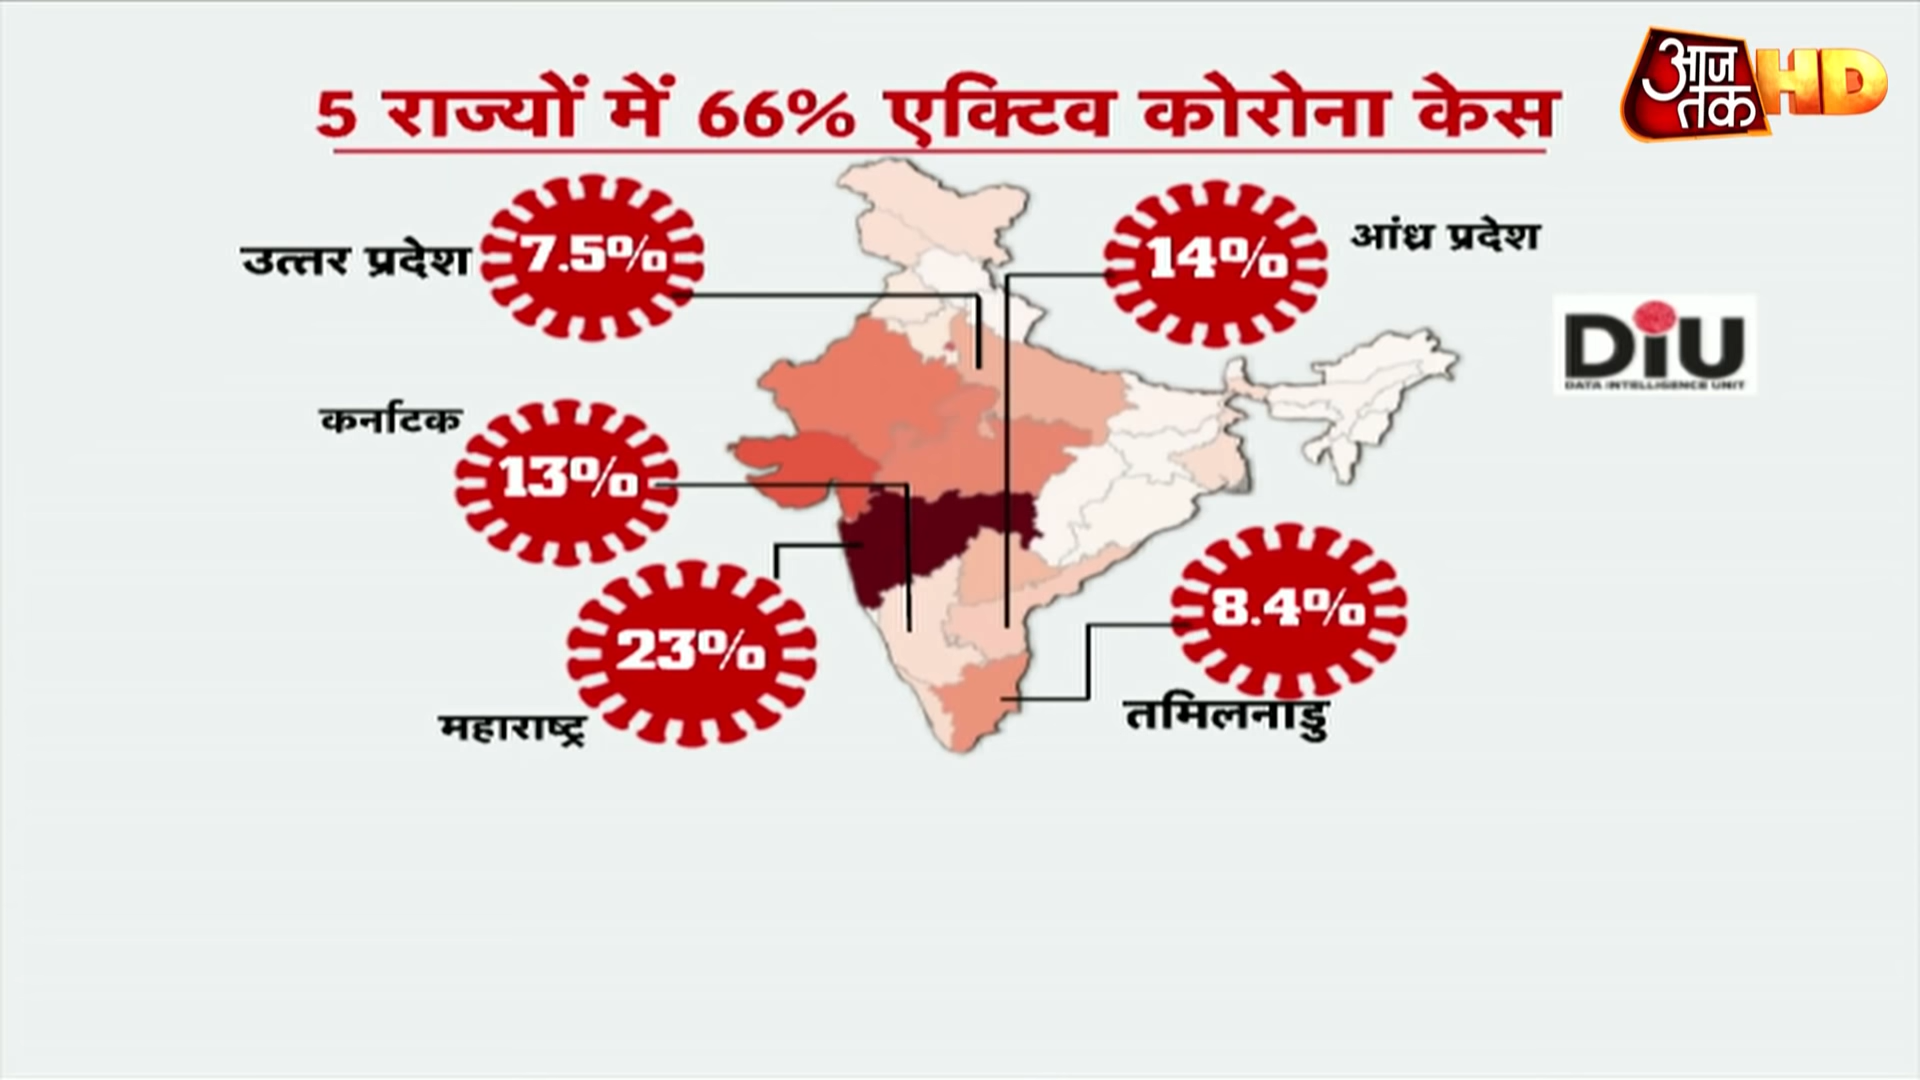 5 राज्यों में 66% एक्टिव कोरोना केस
आज तक HD
उत्तर प्रदेश
7.5%
14%
आंध्र प्रदेश
DiU
DATA INTELLIGENCE UNIT
कर्नाटक
13%
8.4%
तमिलनाडु
23%
महाराष्ट्र